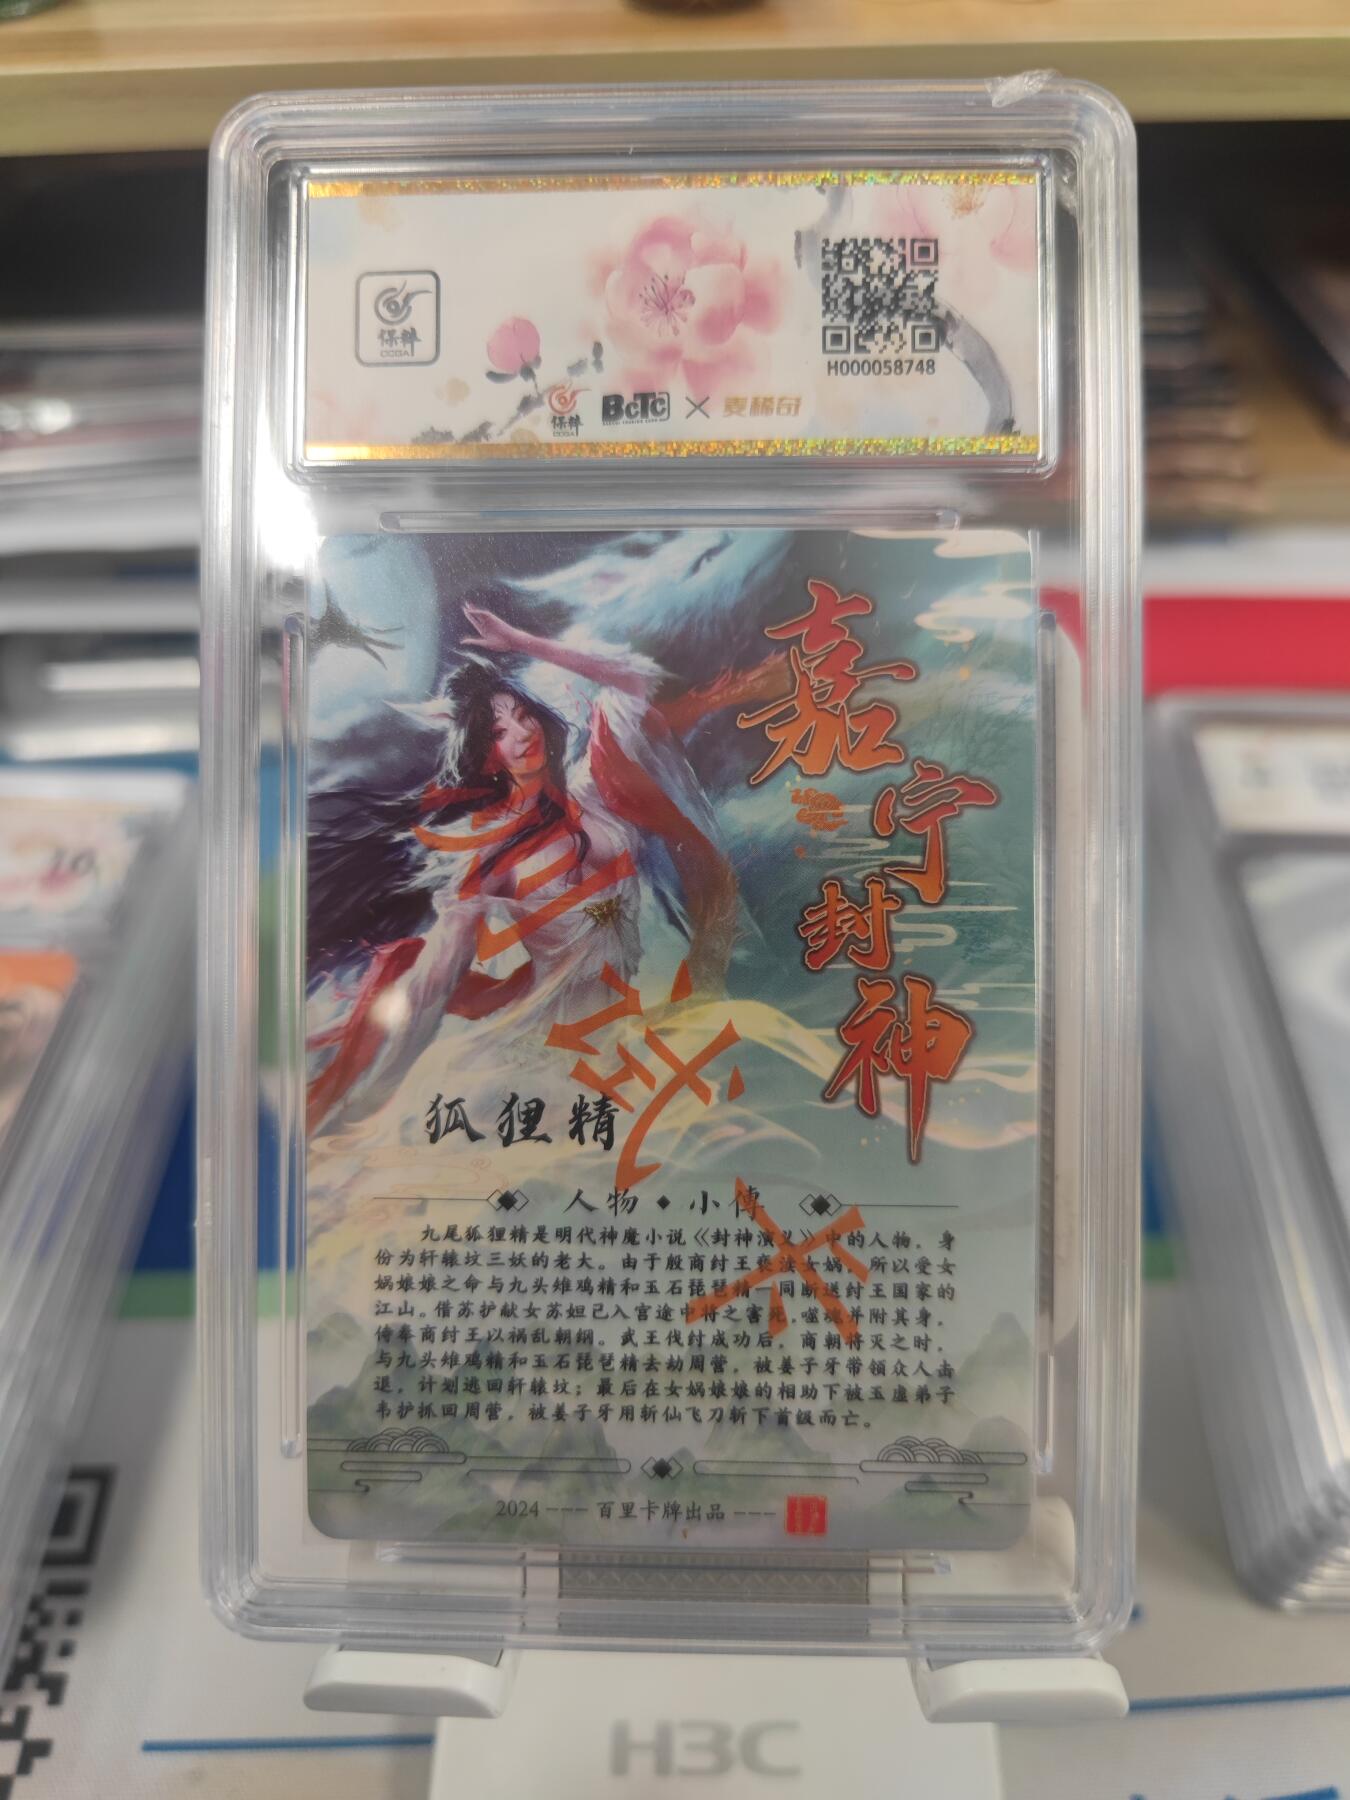 保粹
CCGA
H000058748
保粹
CCGA
BCTC × 麦稀奇
嘉宁封神
狐狸精
人物◆小傳
九尾狐狸精是明代神魔小说《封神演义》中的人物，身
份为轩辕坟三妖的老大。由于殷商纣王亵渎女娲，所以受女
娲娘娘之命与九头雉鸡精和玉石琵琶精一同断送纣王国家的
江山。借苏护献女苏妲己入宫途中将之害死，噬魂并附其身，
侍奉商纣王以祸乱朝纲。武王伐纣成功后，商朝将灭之时，
与九头雉鸡精和玉石琵琶精去劫周营，被姜子牙带领众人击
退，计划逃回轩辕坟；最后在女娲娘娘的相助下被玉虚弟子
韦护抓回周营，被姜子牙用斩仙飞刀斩下首级而亡。
2024 --- 百里卡牌出品 ---
10
H3C